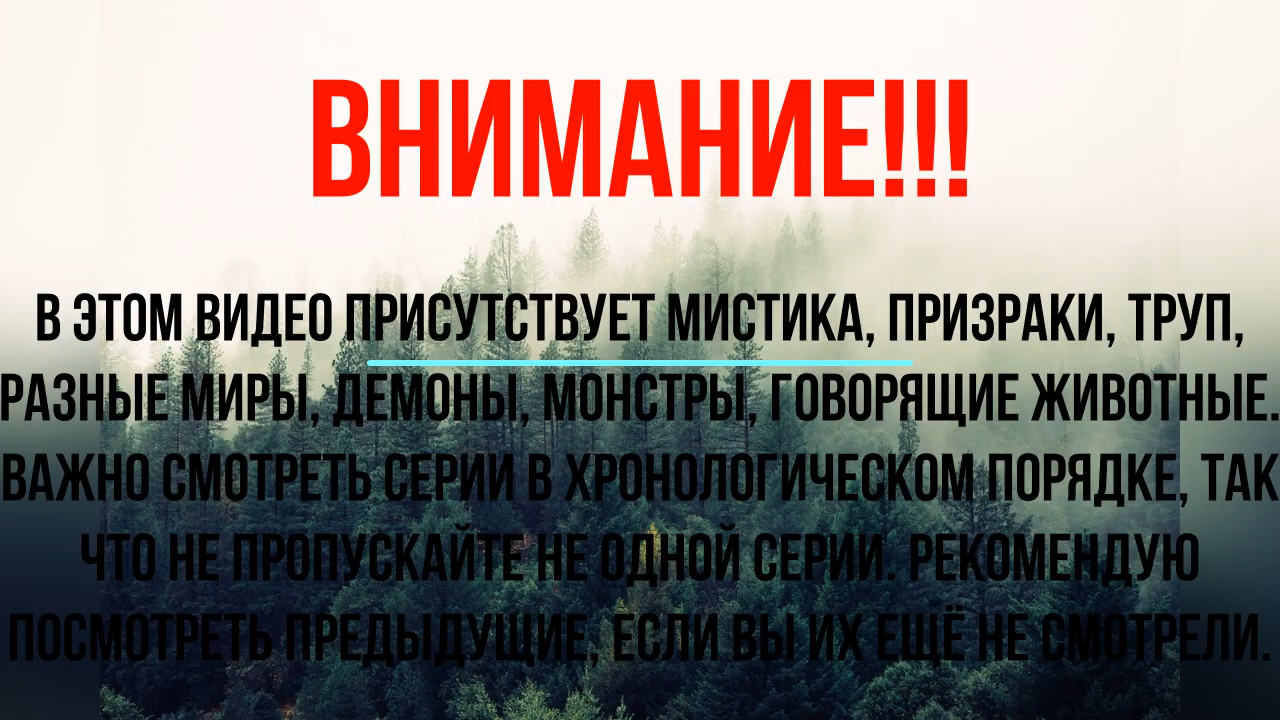 ВНИМАНИЕ!!!
В ЭТОМ ВИДЕО ПРИСУТСТВУЕТ МИСТИКА, ПРИЗРАКИ, ТРУП,
РАЗНЫЕ МИРЫ, ДЕМОНЫ, МОНСТРЫ, ГОВОРЯЩИЕ ЖИВОТНЫЕ.
ВАЖНО СМОТРЕТЬ СЕРИИ В ХРОНОЛОГИЧЕСКОМ ПОРЯДКЕ, ТАК
ЧТО НЕ ПРОПУСКАЙТЕ НЕ ОДНОЙ СЕРИИ. РЕКОМЕНДУЮ
ПОСМОТРЕТЬ ПРЕДЫДУЩИЕ, ЕСЛИ ВЫ ИХ ЕЩЁ НЕ СМОТРЕЛИ.